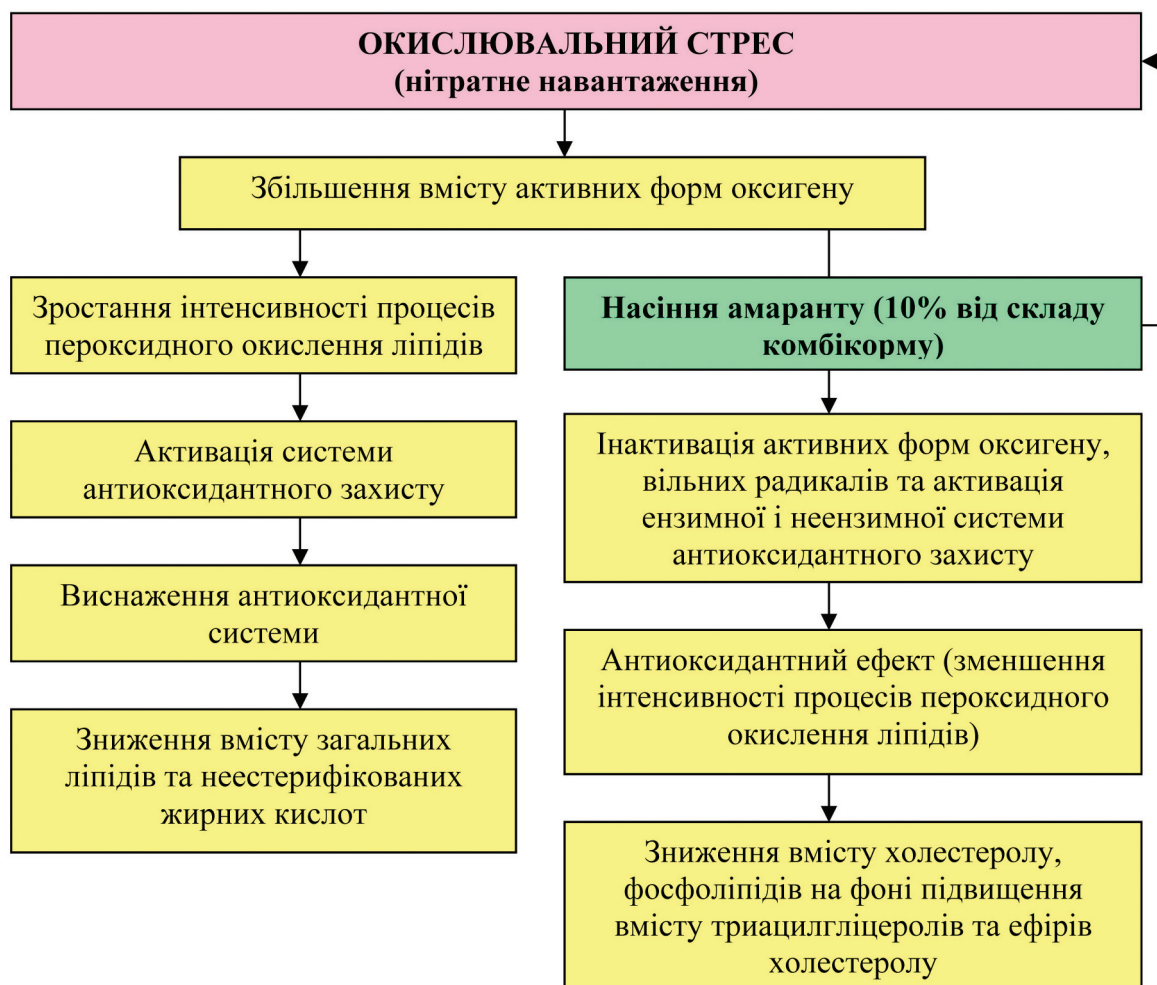 ОКИСЛЮВАЛЬНИЙ СТРЕС
(нітратне навантаження)
Збільшення вмісту активних форм оксигену
Зростання інтенсивності процесів
пероксидного окислення ліпідів
Активація системи
антиоксидантного захисту
Виснаження антиоксидантної
системи
Зниження вмісту загальних
ліпідів та неестерифікованих
жирних кислот
Насіння амаранту (10% від складу
комбікорму)
Інактивація активних форм оксигену,
вільних радикалів та активація
ензимної і неензимної системи
антиоксидантного захисту
Антиоксидантний ефект (зменшення
інтенсивності процесів пероксидного
окислення ліпідів)
Зниження вмісту холестеролу,
фосфоліпідів на фоні підвищення
вмісту триацилгліцеролів та ефірів
холестеролу